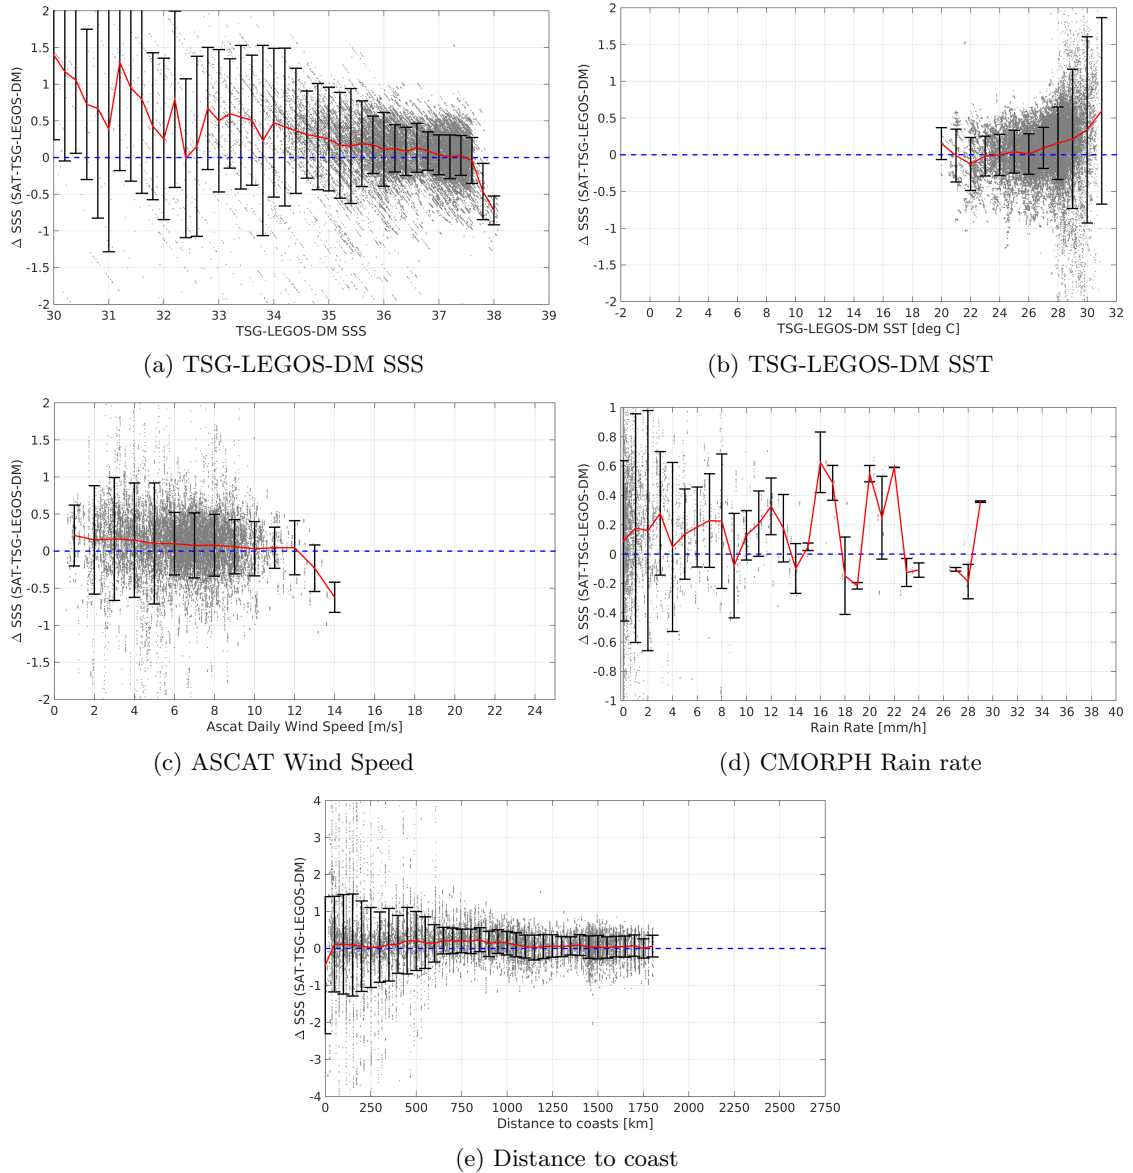 Δ SSS (SAT-TSG-LEGOS-DM)
2
1.5
1
0.5
0
-0.5
-1
-1.5
-2
30 31 32 33 34 35 36 37 38 39
TSG-LEGOS-DM SSS
(a) TSG-LEGOS-DM SSS
Δ SSS (SAT-TSG-LEGOS-DM)
2
1.5
1
0.5
0
-0.5
-1
-1.5
-2
-2 0 2 4 6 8 10 12 14 16 18 20 22 24 26 28 30 32
TSG-LEGOS-DM SST [deg C]
(b) TSG-LEGOS-DM SST
Δ SSS (SAT-TSG-LEGOS-DM)
2
1.5
1
0.5
0
-0.5
-1
-1.5
-2
0 2 4 6 8 10 12 14 16 18 20 22 24
Ascat Daily Wind Speed [m/s]
(c) ASCAT Wind Speed
Δ SSS (SAT-TSG-LEGOS-DM)
1
0.8
0.6
0.4
0.2
0
-0.2
-0.4
-0.6
-0.8
-1
0 2 4 6 8 10 12 14 16 18 20 22 24 26 28 30 32 34 36 38 40
Rain Rate [mm/h]
(d) CMORPH Rain rate
Δ SSS (SAT-TSG-LEGOS-DM)
4
3
2
1
0
-1
-2
-3
-4
0 250 500 750 1000 1250 1500 1750 2000 2250 2500 2750
Distance to coasts [km]
(e) Distance to coast